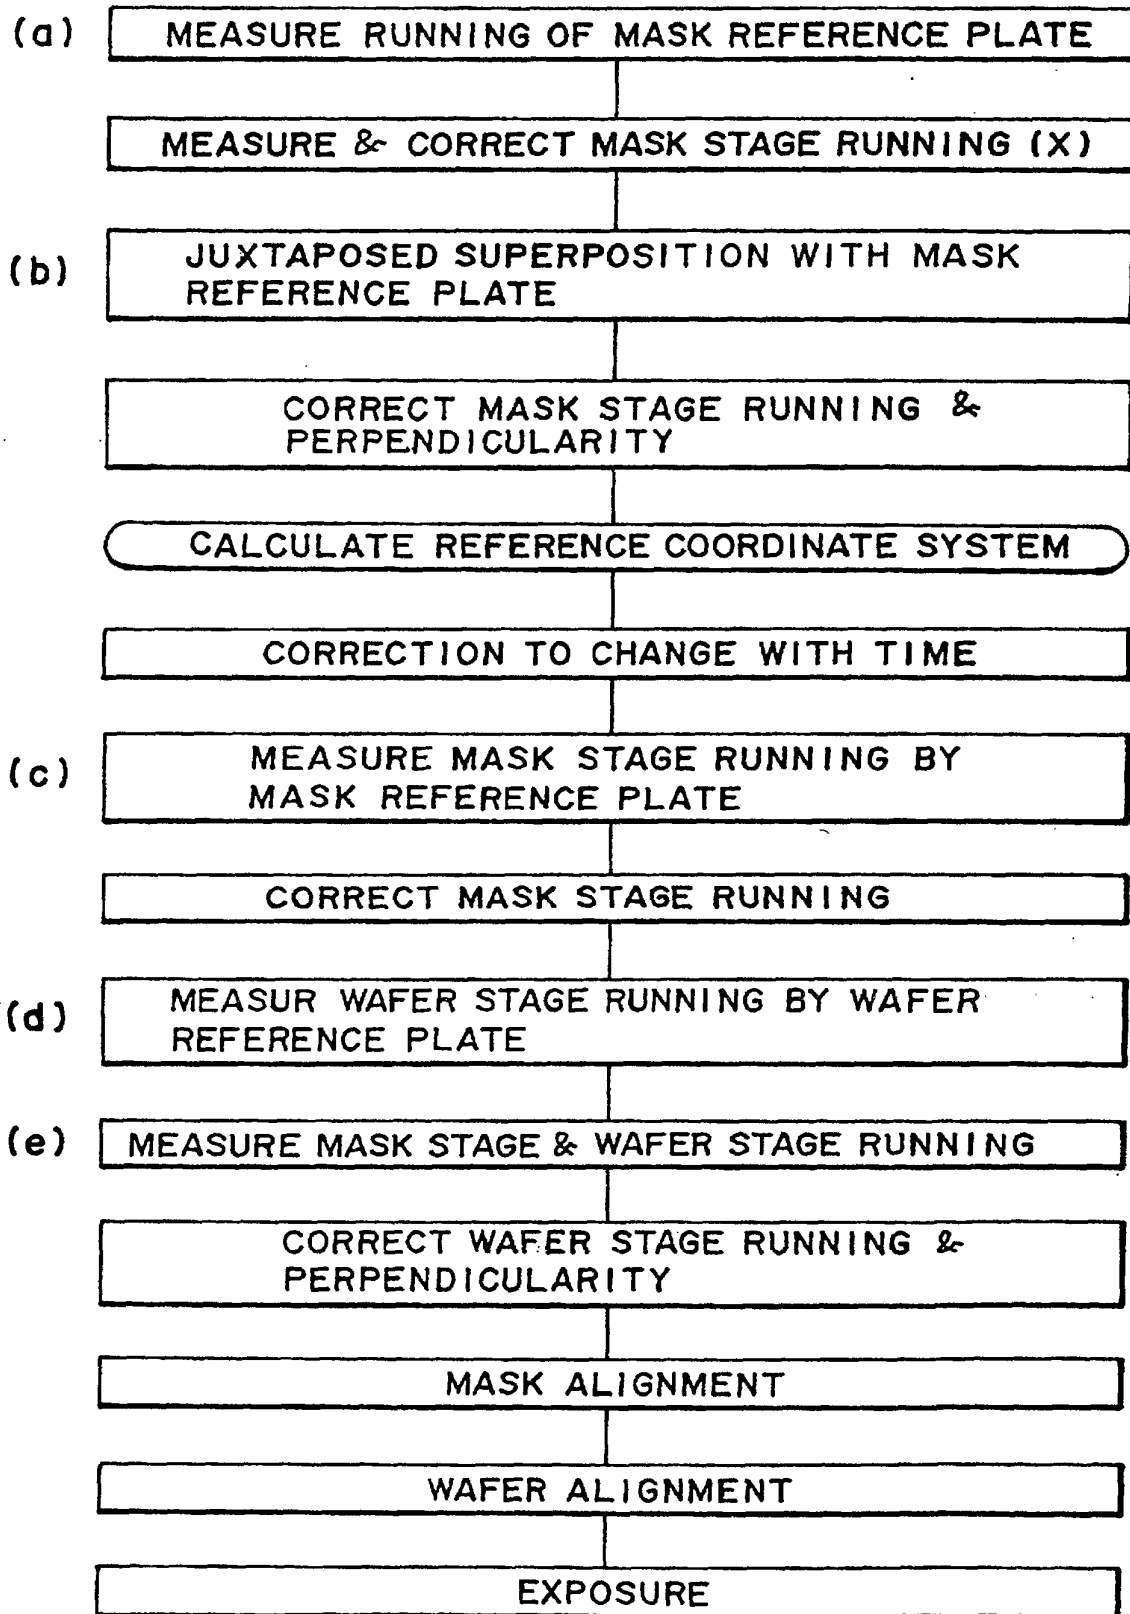 (a) MEASURE RUNNING OF MASK REFERENCE PLATE
MEASURE & CORRECT MASK STAGE RUNNING (X)
(b) JUXTAPOSED SUPERPOSITION WITH MASK
REFERENCE PLATE
CORRECT MASK STAGE RUNNING &
PERPENDICULARITY
CALCULATE REFERENCE COORDINATE SYSTEM
CORRECTION TO CHANGE WITH TIME
(c) MEASURE MASK STAGE RUNNING BY
MASK REFERENCE PLATE
CORRECT MASK STAGE RUNNING
(d) MEASUR WAFER STAGE RUNNING BY WAFER
REFERENCE PLATE
(e) MEASURE MASK STAGE & WAFER STAGE RUNNING
CORRECT WAFER STAGE RUNNING &
PERPENDICULARITY
MASK ALIGNMENT
WAFER ALIGNMENT
EXPOSURE